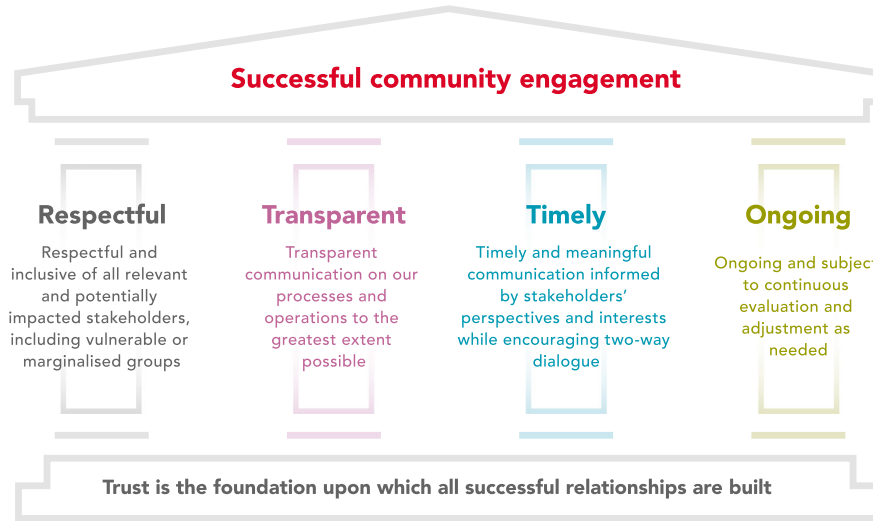 Successful community engagement
Respectful
Respectful and
inclusive of all relevant
and potentially
impacted stakeholders,
including vulnerable or
marginalised groups
Transparent
Transparent
communication on our
processes and
operations to the
greatest extent
possible
Timely
Timely and meaningful
communication informed
by stakeholders’
perspectives and interests
while encouraging two-way
dialogue
Ongoing
Ongoing and subject
to continuous
evaluation and
adjustment as
needed
Trust is the foundation upon which all successful relationships are built